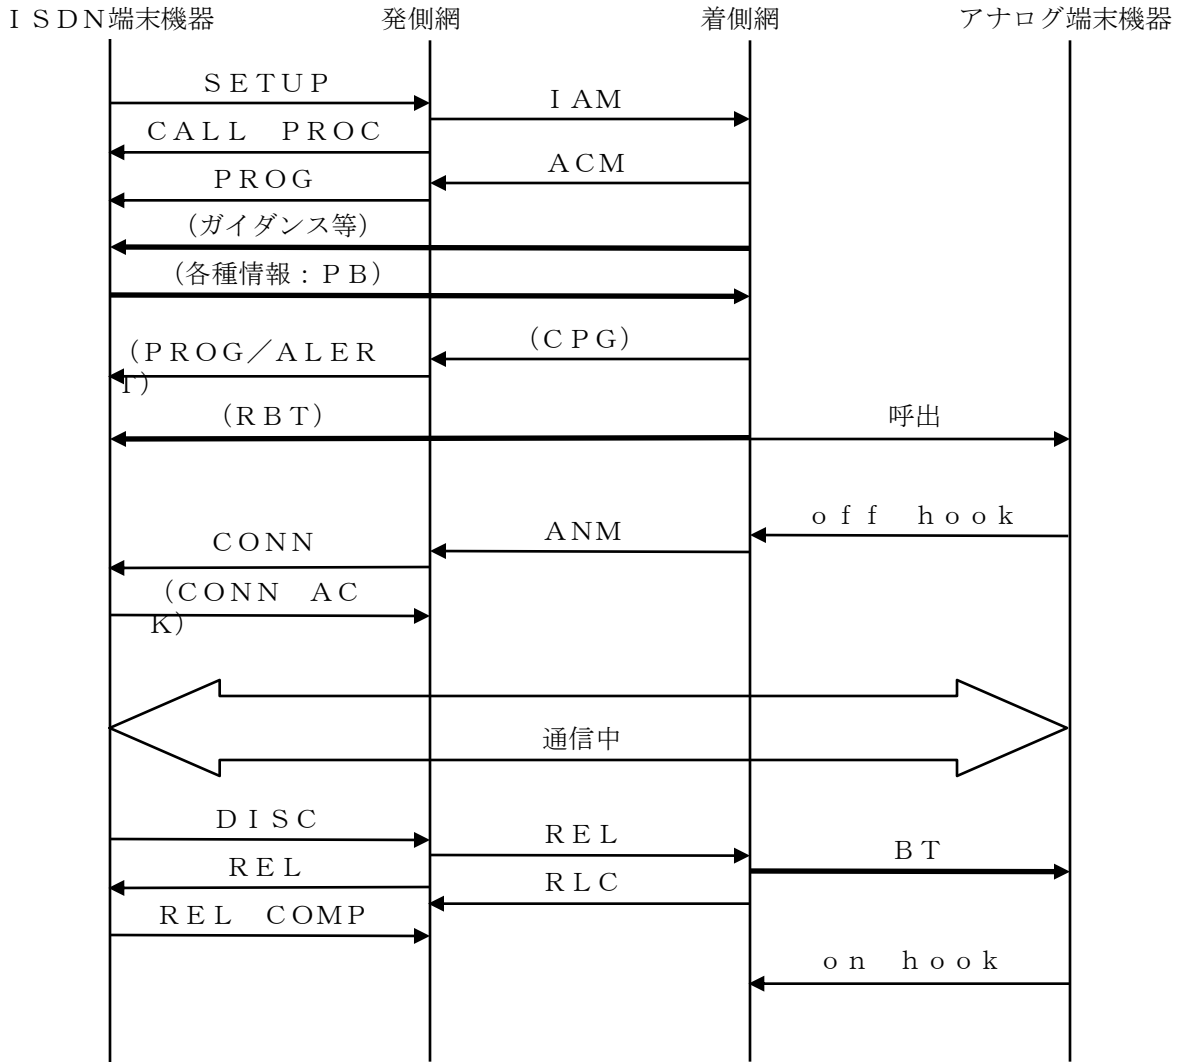 ＩＳＤＮ端末機器
発側網
着側網
アナログ端末機器
ＳＥＴＵＰ
ＩＡＭ
ＣＡＬＬ　ＰＲＯＣ
ＡＣＭ
ＰＲＯＧ
（ガイダンス等）
（各種情報：ＰＢ）
（ＣＰＧ）
（ＰＲＯＧ／ＡＬＥＲ
Ｔ）
（ＲＢＴ）
呼出
ｏｆｆ　ｈｏｏｋ
ＡＮＭ
ＣＯＮＮ
（ＣＯＮＮ　ＡＣ
Ｋ）
通信中
ＤＩＳＣ
ＲＥＬ
ＢＴ
ＲＥＬ
ＲＬＣ
ＲＥＬ　ＣＯＭＰ
ｏｎ　ｈｏｏｋ